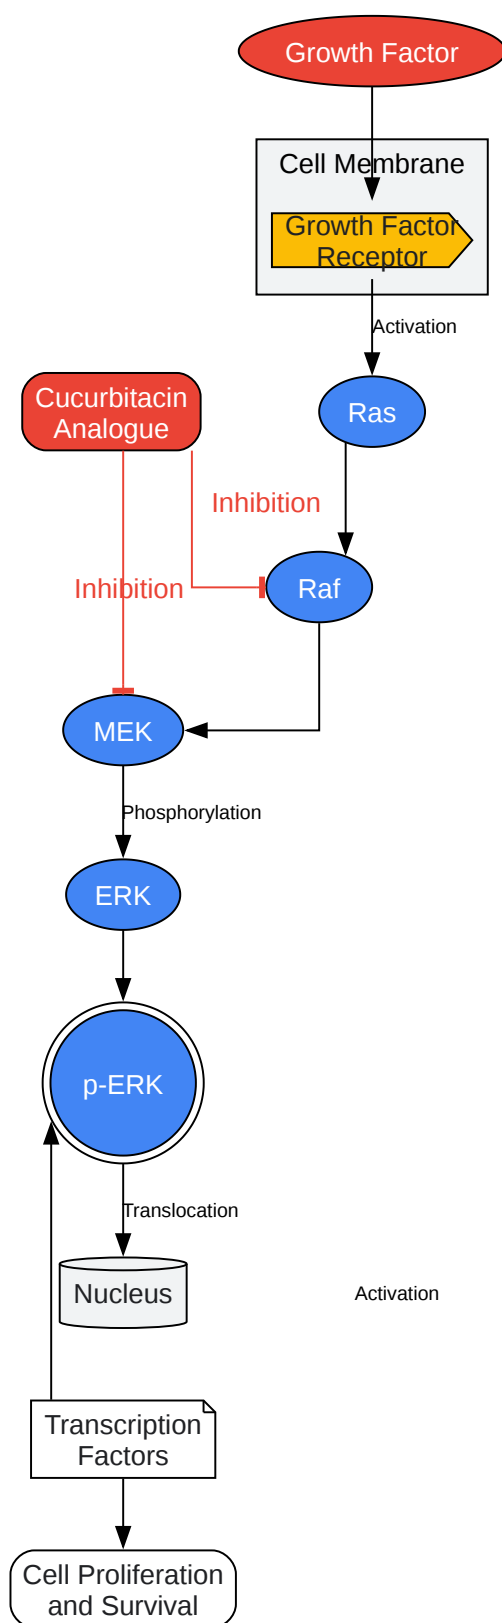 Growth Factor
Cell Membrane
Growth Factor
Receptor
Activation
Cucurbitacin
Analogue
Ras
Inhibition
Inhibition
Raf
MEK
Phosphorylation
ERK
p-ERK
Translocation
Nucleus
Activation
Transcription
Factors
Cell Proliferation
and Survival